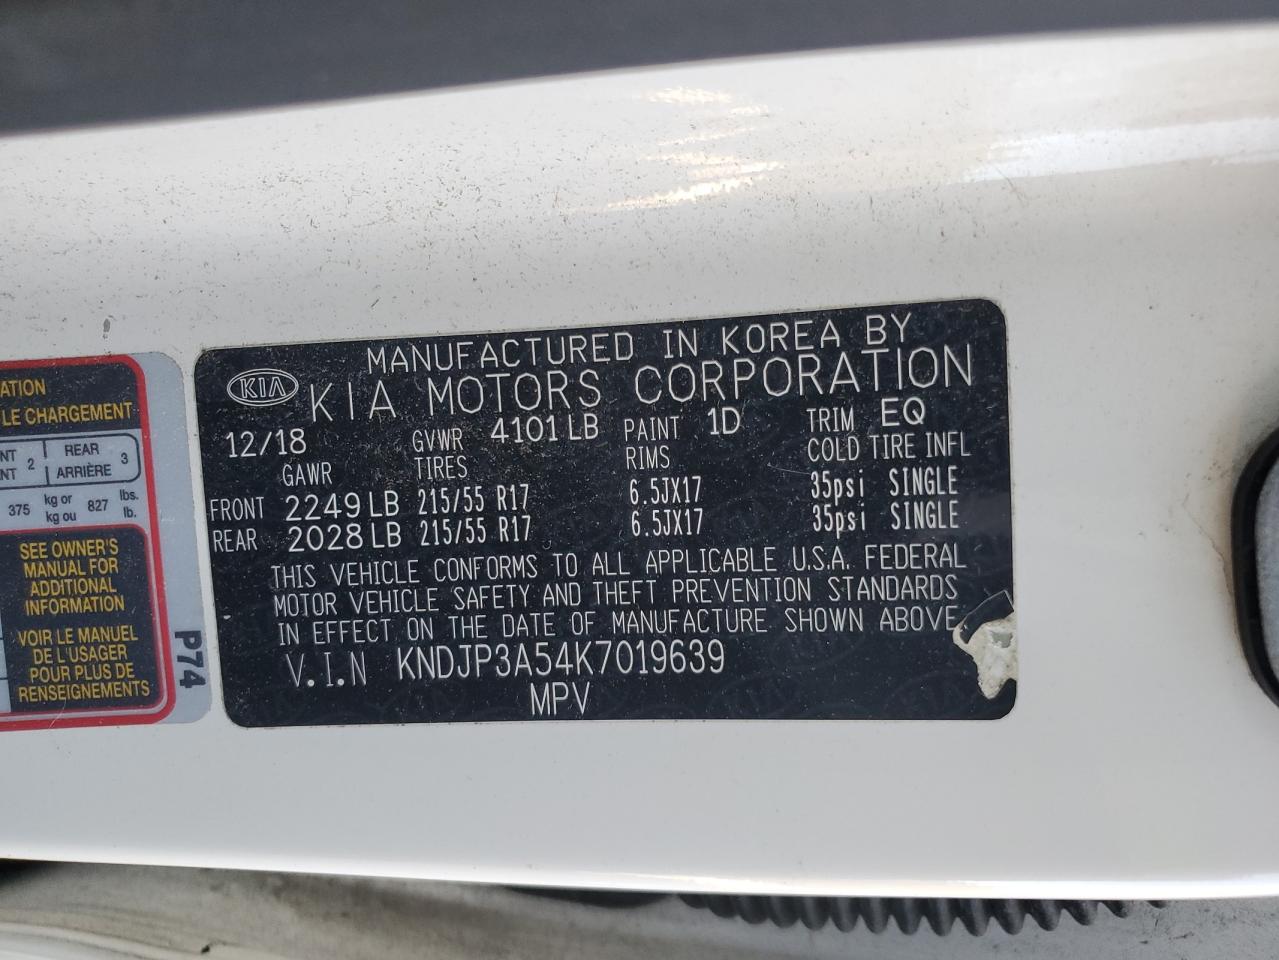 ATION
LE CHARGEMENT
NT 2 REAR 3
ANT ARRIÈRE
375 kg or 827 lbs.
kg ou lb.
SEE OWNER'S
MANUAL FOR
ADDITIONAL
INFORMATION
VOIR LE MANUEL
DE L'USAGER
POUR PLUS DE
RENSEIGNEMENTS
P74
MANUFACTURED IN KOREA BY
KIA KIA MOTORS CORPORATION
12/18 GVWR 4101 LB PAINT 1D TRIM EQ
GAWR TIRES RIMS COLD TIRE INFL
FRONT 2249 LB 215/55 R17 6.5JX17 35psi SINGLE
REAR 2028 LB 215/55 R17 6.5JX17 35psi SINGLE
THIS VEHICLE CONFORMS TO ALL APPLICABLE U.S.A. FEDERAL
MOTOR VEHICLE SAFETY AND THEFT PREVENTION STANDARDS
IN EFFECT ON THE DATE OF MANUFACTURE SHOWN ABOVE
V.I.N KNDJP3A54K7019639
MPV